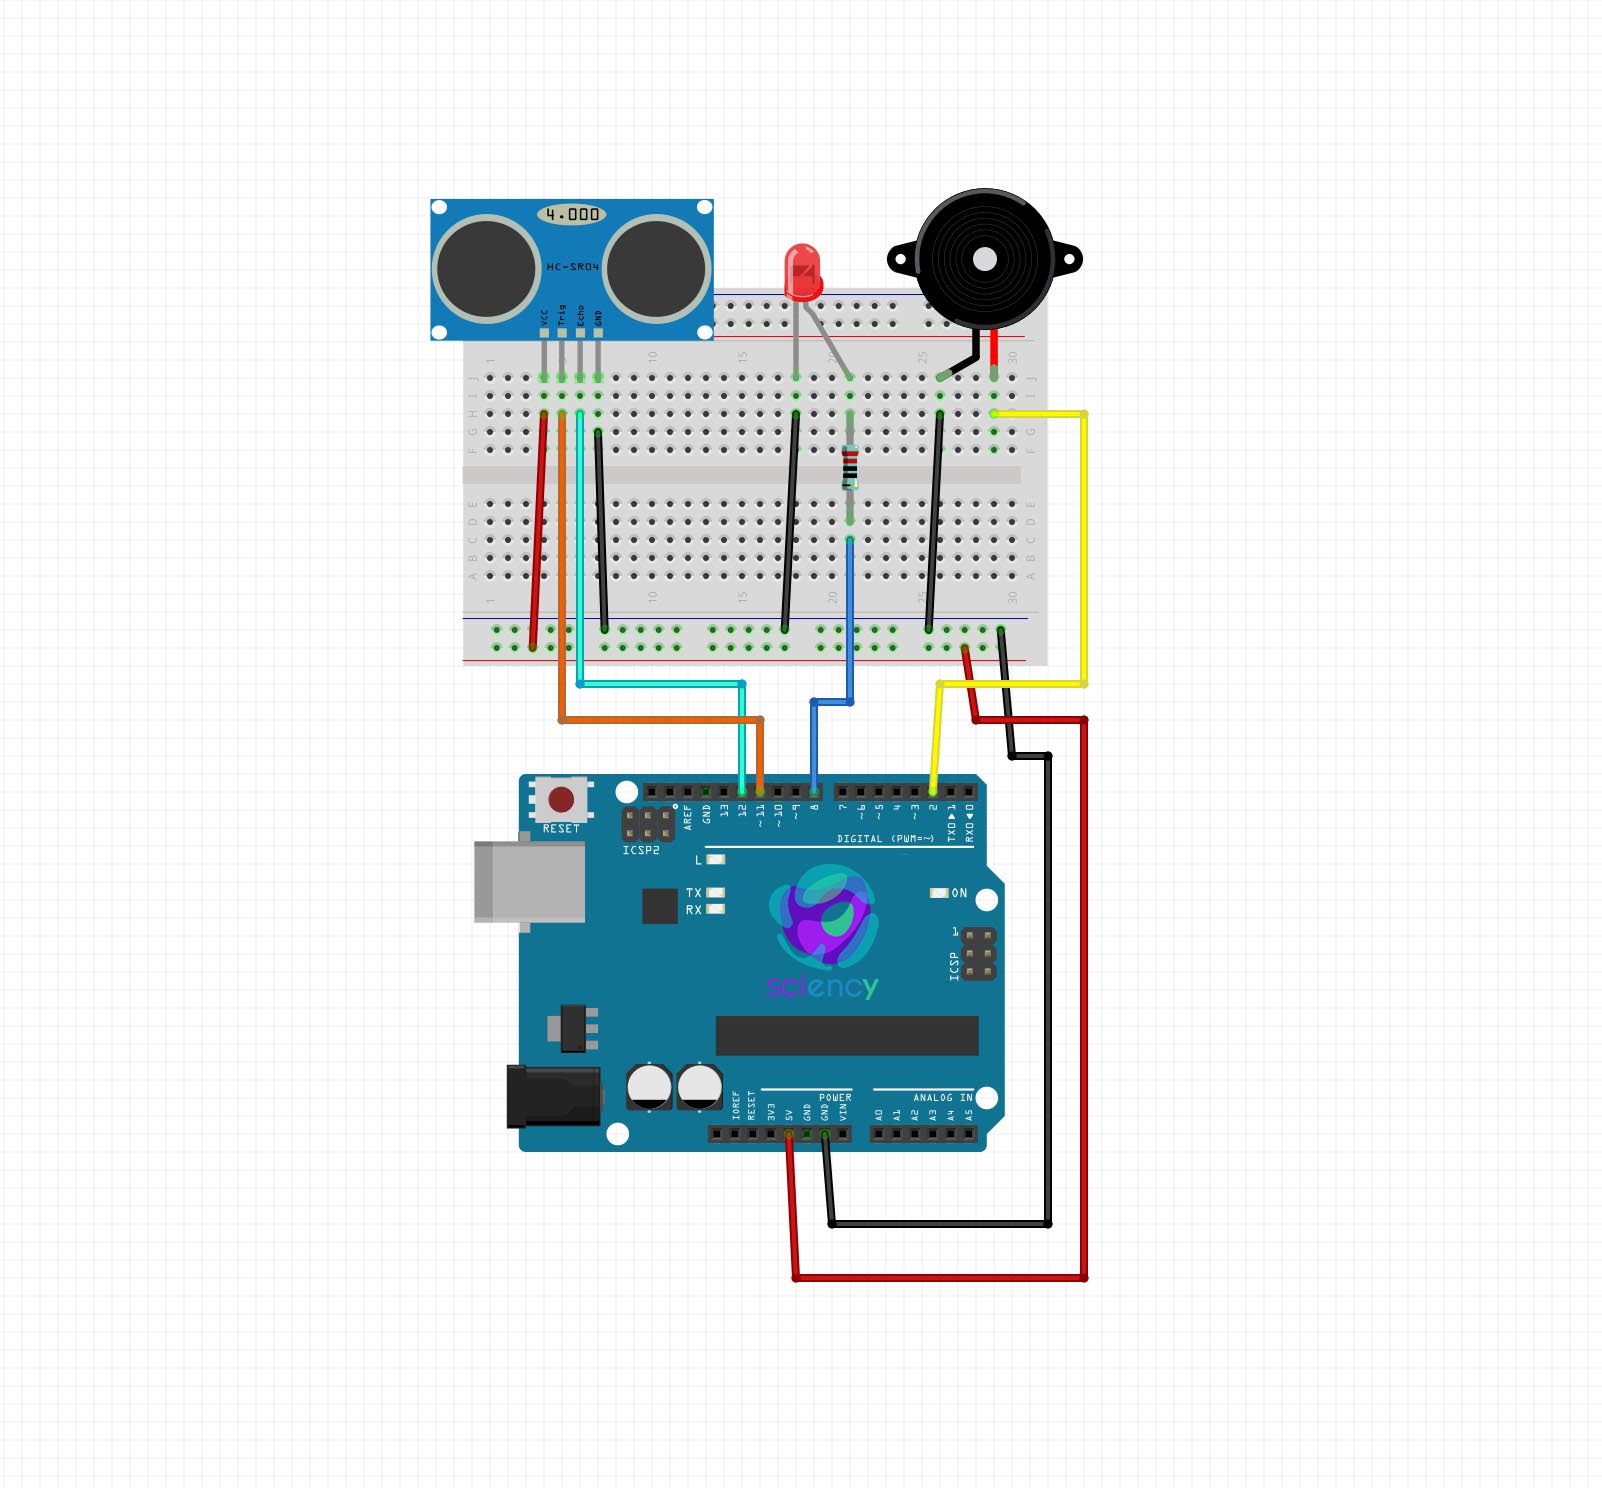 4.000
HC-SR04
VCC
Trig
Echo
GND
1
10
15
20
25
30
J
I
H
G
F
E
D
C
B
A
J
I
H
G
F
E
D
C
B
A
1
10
15
20
25
30
RESET
ICSP2
AREF
GND
13
12
~11
~10
~9
8
7
~6
~5
4
~3
2
TX0▶1
RX0◀0
DIGITAL (PWM=~)
L
TX
RX
ON
1
ICSP
sciency
IOREF
RESET
3V3
5V
GND
GND
VIN
POWER
A0
A1
A2
A3
A4
A5
ANALOG IN